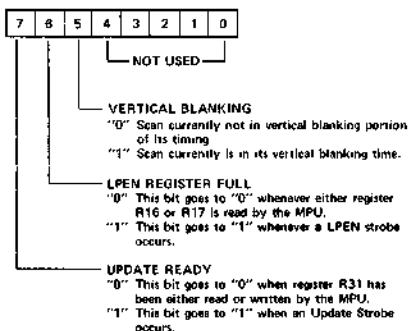 7 6 5 4 3 2 1 0
NOT USED
VERTICAL BLANKING
"0" Scan currently not in vertical blanking portion
of its timing
"1" Scan currently is in its vertical blanking time.
LPEN REGISTER FULL
"0" This bit goes to "0" whenever either register
R16 or R17 is read by the MPU.
"1" This bit goes to "1" whenever a LPEN strobe
occurs.
UPDATE READY
"0" This bit goes to "0" when register R31 has
been either read or written by the MPU.
"1" This bit goes to "1" when an Update Strobe
occurs.